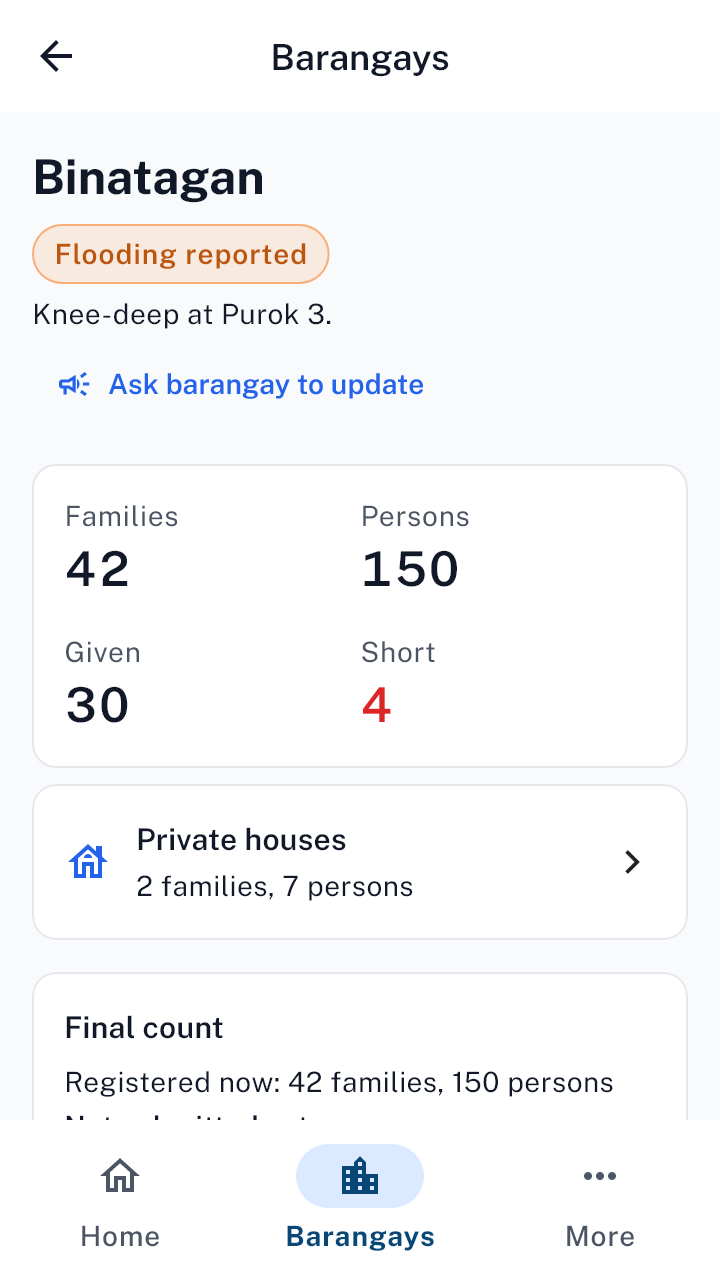 Barangays
Binatagan
Flooding reported
Knee-deep at Purok 3.
Ask barangay to update
Families
42
Persons
150
Given
30
Short
4
Private houses
2 families, 7 persons
Final count
Registered now: 42 families, 150 persons
Home
Barangays
More